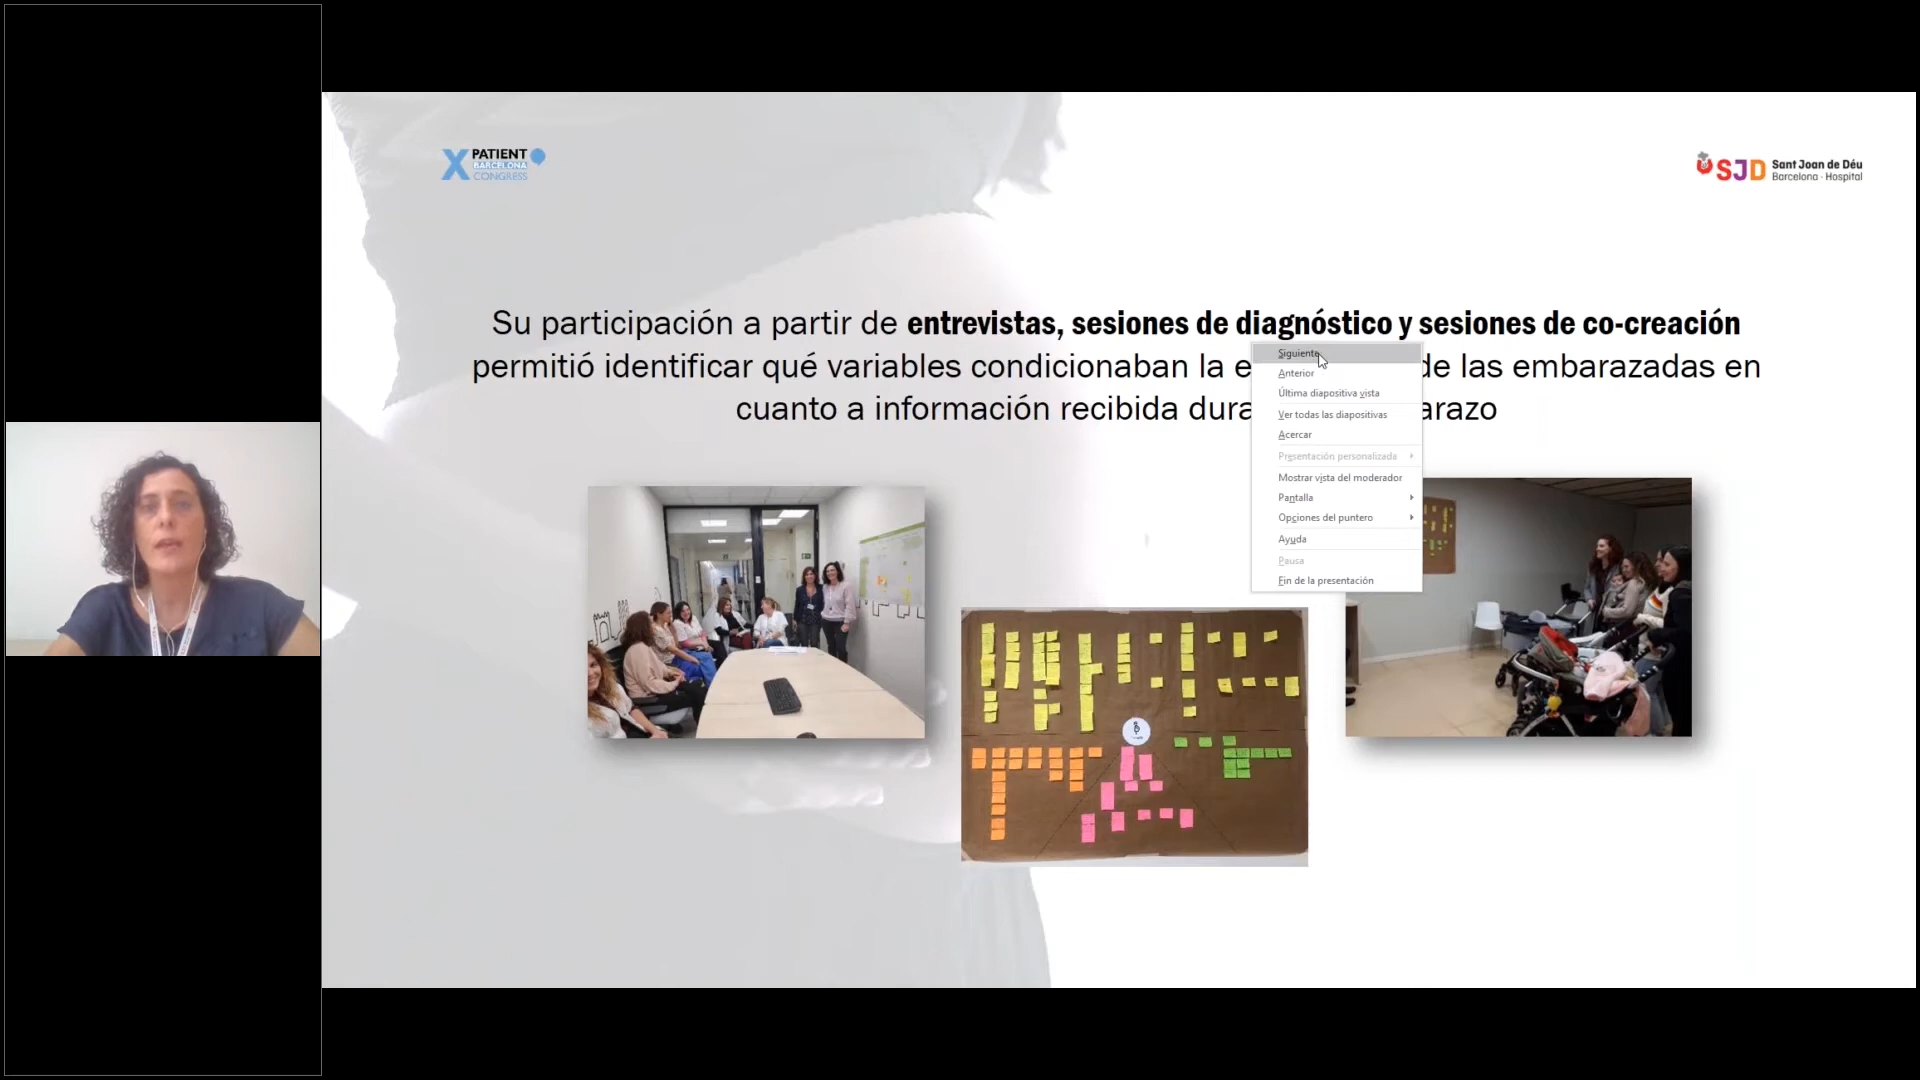 X PATIENT
BARCELONA
CONGRESS
SJD Sant Joan de Déu
Barcelona · Hospital
Su participación a partir de entrevistas, sesiones de diagnóstico y sesiones de co-creación
permitió identificar qué variables condicionaban la e de las embarazadas en
cuanto a información recibida dura arazo
Siguiente
Anterior
Última diapositiva vista
Ver todas las diapositivas
Acercar
Presentación personalizada
Mostrar vista del moderador
Pantalla
Opciones del puntero
Ayuda
Pausa
Fin de la presentación